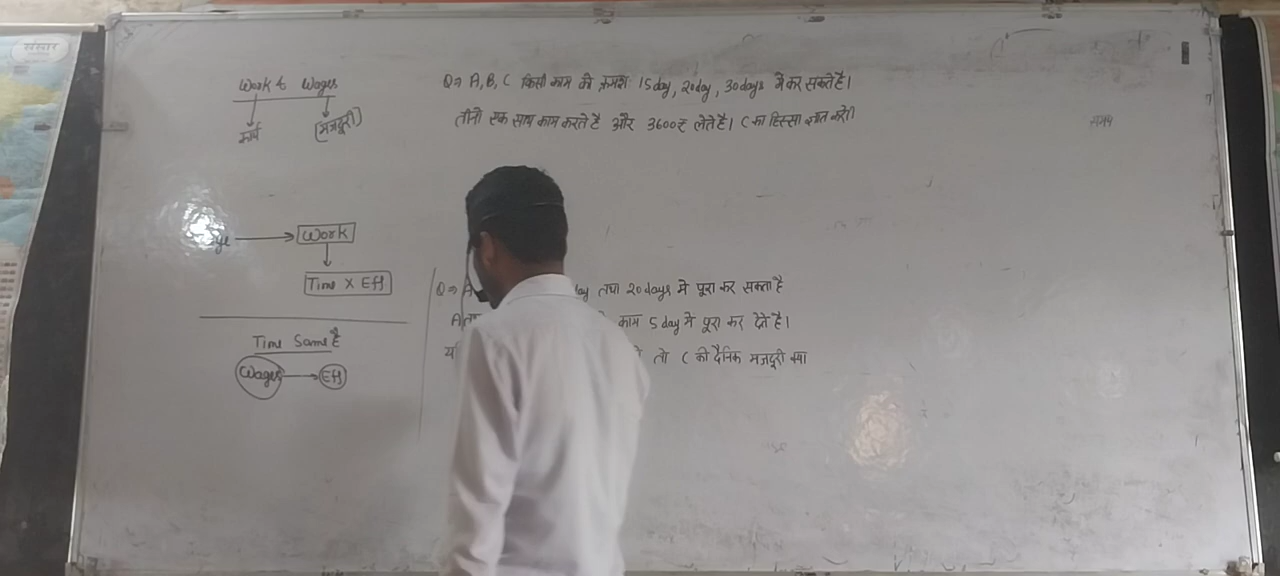 संसार
Work & Wages
कार्य (मजदूरी)
Work
Time X Eff
Time Same है
Wages → Eff
Q⇒ A, B, C किसी काम को क्रमश 15 day, 20 day, 30 days में कर सकते है।
तीनो एक साथ काम करते है और 3600₹ लेते है। C का हिस्सा ज्ञात करो।
Q⇒ A तथा 20 days मे पूरा कर सकता है
A काम 5 day मे पूरा कर देते है।
तो C की दैनिक मजदूरी क्या